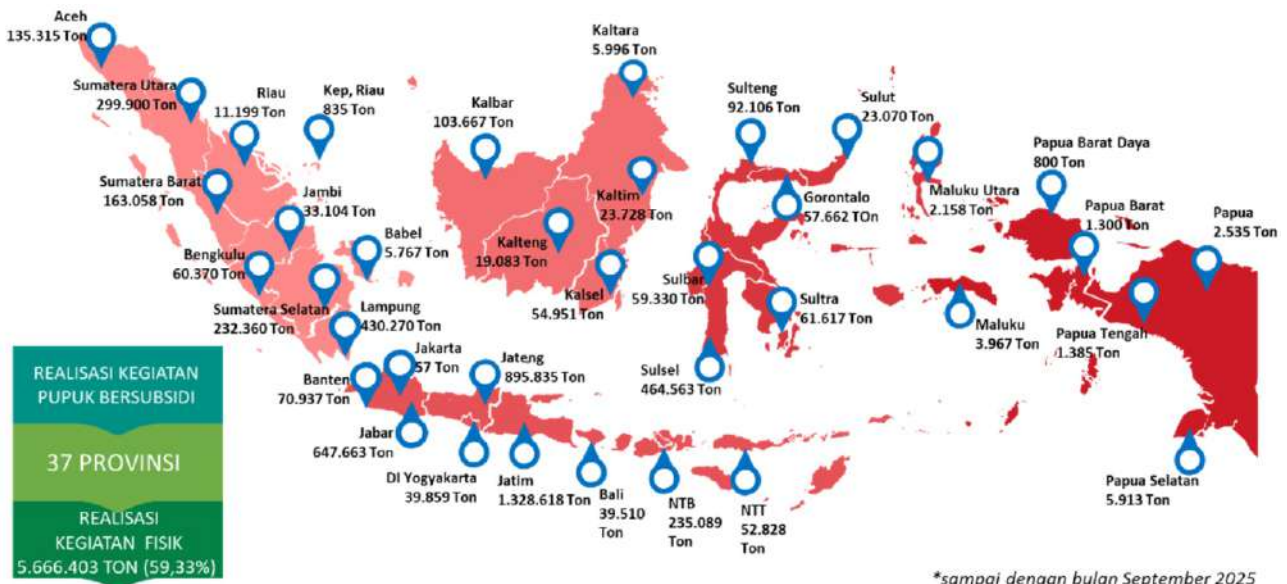 Aceh
135.315 Ton
Sumatera Utara
299.900 Ton
Riau
11.199 Ton
Kep, Riau
835 Ton
Sumatera Barat
163.058 Ton
Jambi
33.104 Ton
Babel
5.767 Ton
Bengkulu
60.370 Ton
Sumatera Selatan
232.360 Ton
Lampung
430.270 Ton
Kalbar
103.667 Ton
Kaltara
5.996 Ton
Kaltim
23.728 Ton
Kalteng
19.083 Ton
Kalsel
54.951 Ton
Sulteng
92.106 Ton
Sulut
23.070 Ton
Gorontalo
57.662 TOn
Sulbar
59.330 Ton
Sultra
61.617 Ton
Sulsel
464.563 Ton
Maluku Utara
2.158 Ton
Maluku
3.967 Ton
Papua Barat Daya
800 Ton
Papua Barat
1.300 Ton
Papua
2.535 Ton
Papua Tengah
1.385 Ton
Papua Selatan
5.913 Ton
Banten
70.937 Ton
Jakarta
57 Ton
Jateng
895.835 Ton
Jabar
647.663 Ton
DI Yogyakarta
39.859 Ton
Jatim
1.328.618 Ton
Bali
39.510
Ton
NTB
235.089
Ton
NTT
52.828
Ton
REALISASI KEGIATAN
PUPUK BERSUBSIDI
37 PROVINSI
REALISASI
KEGIATAN FISIK
5.666.403 TON (59,33%)
*sampai dengan bulan September 2025